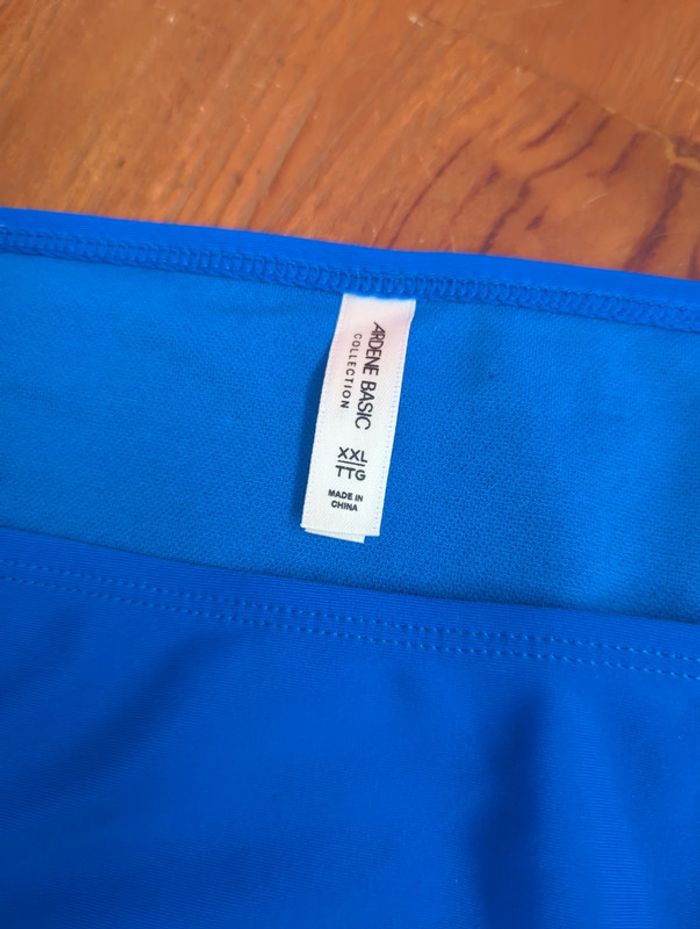 ARDENE BASIC
COLLECTION
XXL
TTG
MADE IN
CHINA